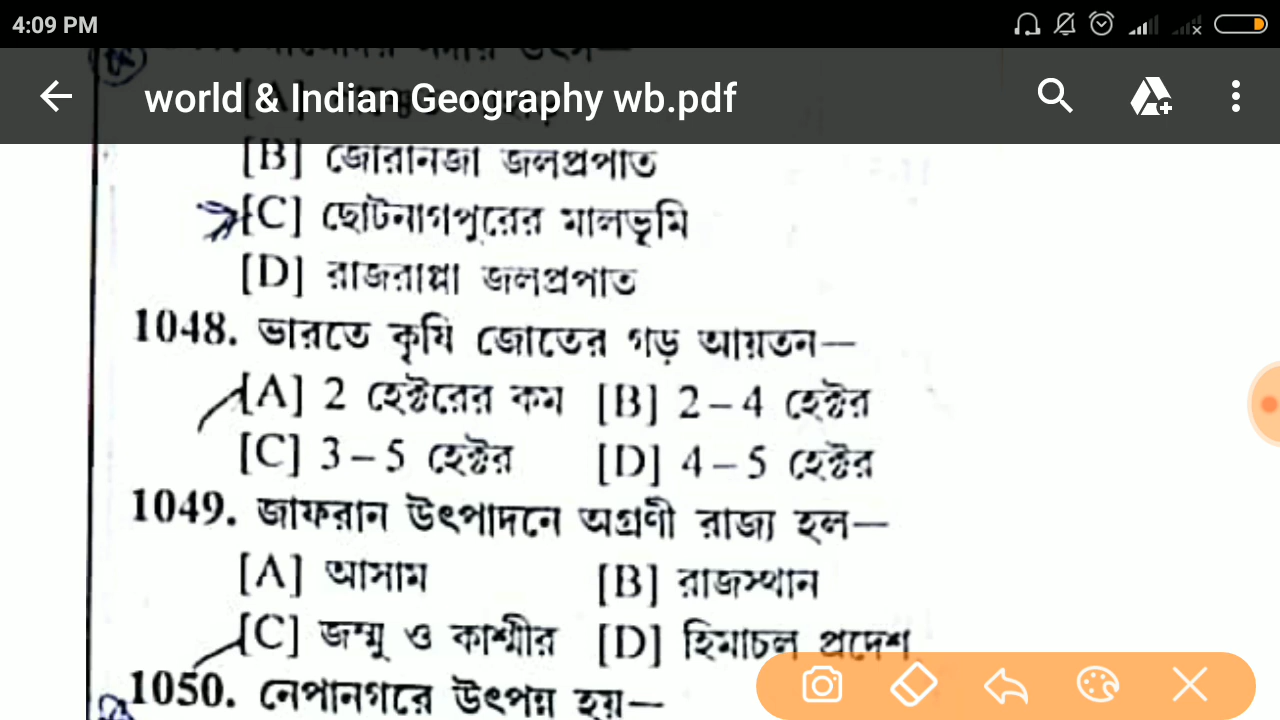 4:09 PM
world & Indian Geography wb.pdf
[B] জোরানজা জলপ্রপাত
[C] ছোটনাগপুরের মালভূমি
[D] রাজরাপ্পা জলপ্রপাত
1048. ভারতে কৃষি জোতের গড় আয়তন—
[A] 2 হেক্টরের কম [B] 2 – 4 হেক্টর
[C] 3 – 5 হেক্টর [D] 4 – 5 হেক্টর
1049. জাফরান উৎপাদনে অগ্রণী রাজ্য হল—
[A] আসাম [B] রাজস্থান
[C] জম্মু ও কাশ্মীর [D] হিমাচল প্রদেশ
1050. নেপানগরে উৎপন্ন হয়—